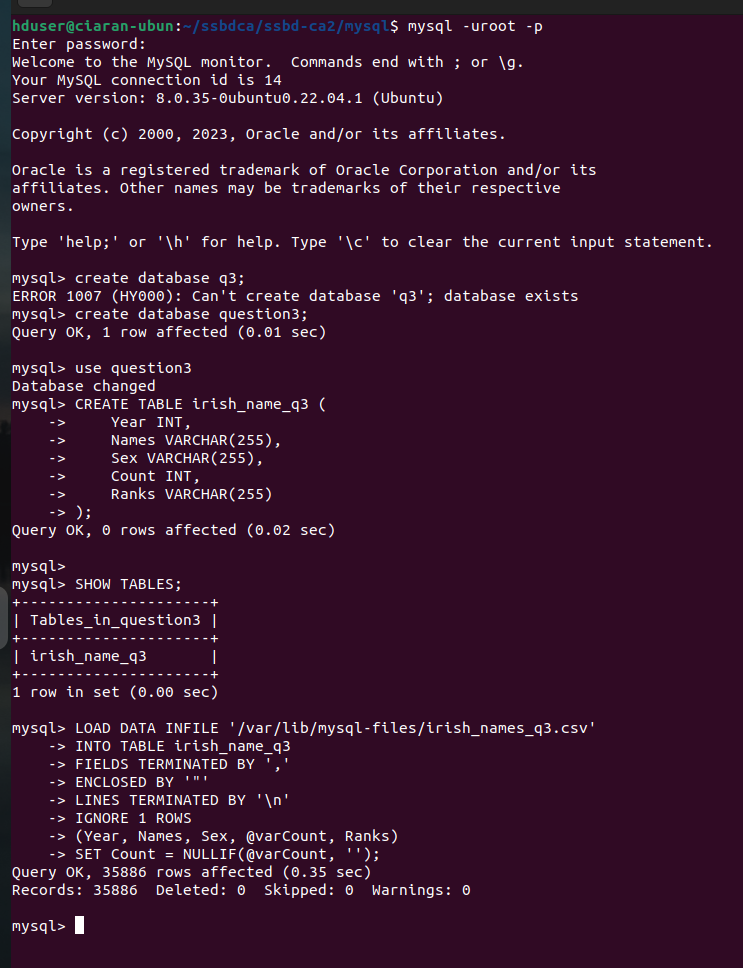 hduser@ciaran-ubun:~/ssbdca/ssbd-ca2/mysql$ mysql -uroot -p
Enter password:
Welcome to the MySQL monitor.  Commands end with ; or \g.
Your MySQL connection id is 14
Server version: 8.0.35-0ubuntu0.22.04.1 (Ubuntu)

Copyright (c) 2000, 2023, Oracle and/or its affiliates.

Oracle is a registered trademark of Oracle Corporation and/or its
affiliates. Other names may be trademarks of their respective
owners.

Type 'help;' or '\h' for help. Type '\c' to clear the current input statement.

mysql> create database q3;
ERROR 1007 (HY000): Can't create database 'q3'; database exists
mysql> create database question3;
Query OK, 1 row affected (0.01 sec)

mysql> use question3
Database changed
mysql> CREATE TABLE irish_name_q3 (
    ->     Year INT,
    ->     Names VARCHAR(255),
    ->     Sex VARCHAR(255),
    ->     Count INT,
    ->     Ranks VARCHAR(255)
    -> );
Query OK, 0 rows affected (0.02 sec)

mysql>
mysql> SHOW TABLES;
+---------------------+
| Tables_in_question3 |
+---------------------+
| irish_name_q3       |
+---------------------+
1 row in set (0.00 sec)

mysql> LOAD DATA INFILE '/var/lib/mysql-files/irish_names_q3.csv'
    -> INTO TABLE irish_name_q3
    -> FIELDS TERMINATED BY ','
    -> ENCLOSED BY '"'
    -> LINES TERMINATED BY '\n'
    -> IGNORE 1 ROWS
    -> (Year, Names, Sex, @varCount, Ranks)
    -> SET Count = NULLIF(@varCount, '');
Query OK, 35886 rows affected (0.35 sec)
Records: 35886  Deleted: 0  Skipped: 0  Warnings: 0

mysql>